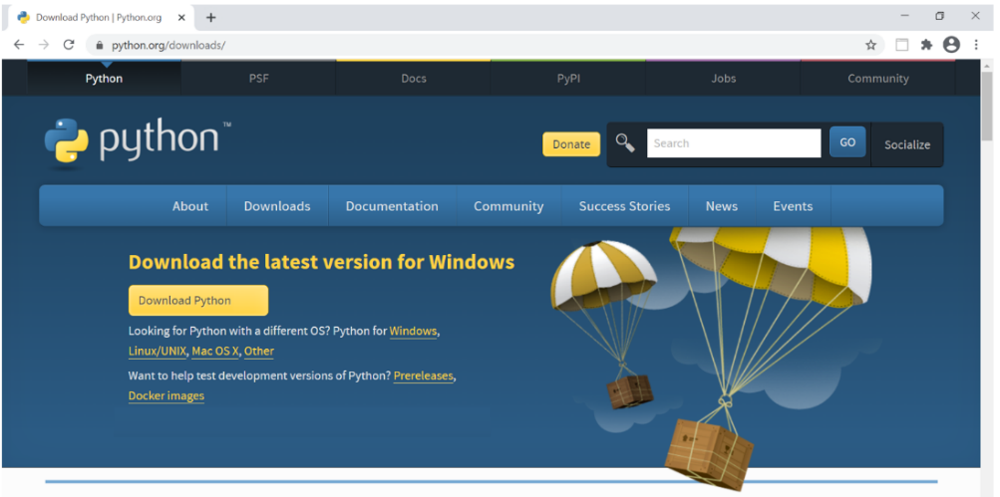 Download Python | Python.org
python.org/downloads/
Python PSF Docs PyPI Jobs Community
python™
Donate Search GO Socialize
About Downloads Documentation Community Success Stories News Events
Download the latest version for Windows
Download Python
Looking for Python with a different OS? Python for Windows,
Linux/UNIX, Mac OS X, Other
Want to help test development versions of Python? Prereleases,
Docker images